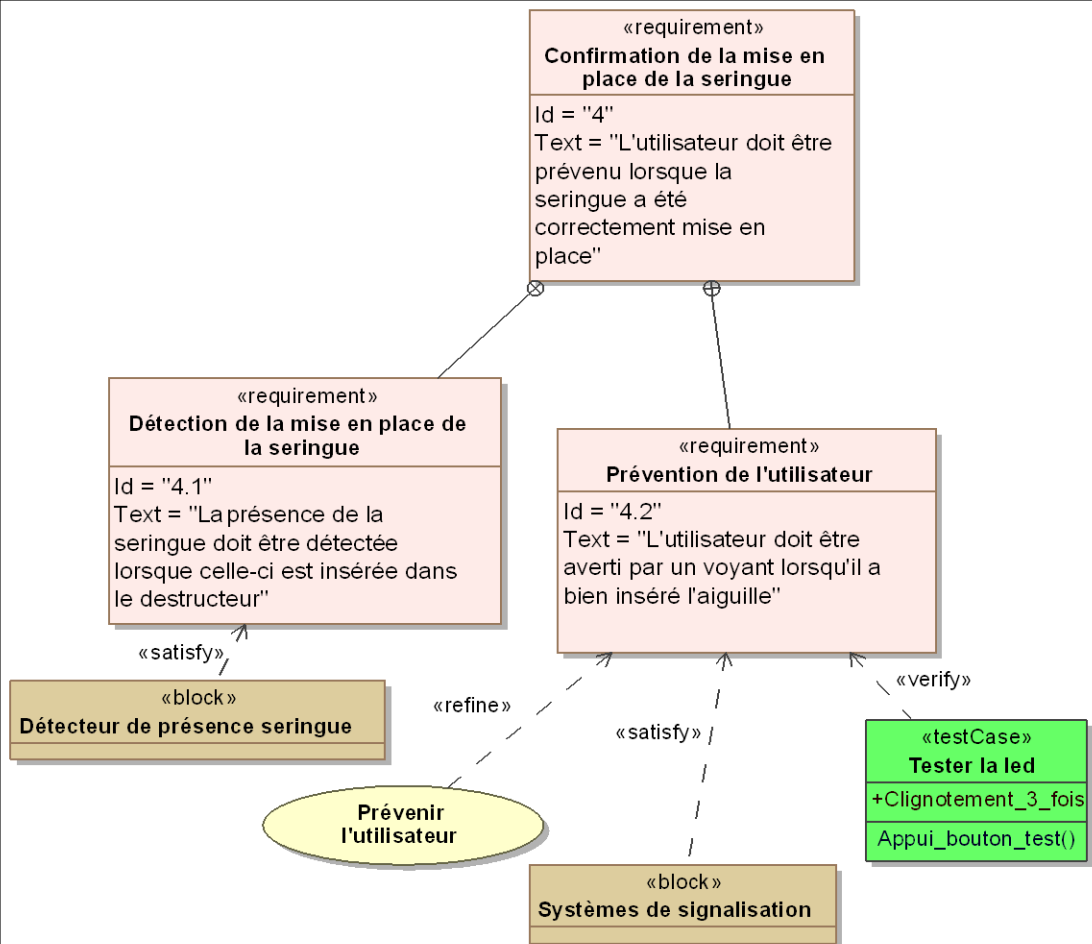 «requirement»
Confirmation de la mise en
place de la seringue
Id = "4"
Text = "L'utilisateur doit être
prévenu lorsque la
seringue a été
correctement mise en
place"
«requirement»
Détection de la mise en place de
la seringue
Id = "4.1"
Text = "La présence de la
seringue doit être détectée
lorsque celle-ci est insérée dans
le destructeur"
«requirement»
Prévention de l'utilisateur
Id = "4.2"
Text = "L'utilisateur doit être
averti par un voyant lorsqu'il a
bien inséré l'aiguille"
«satisfy»
«block»
Détecteur de présence seringue
«refine»
«satisfy»
«verify»
«testCase»
Tester la led
+Clignotement_3_fois
Appui_bouton_test()
Prévenir
l'utilisateur
«block»
Systèmes de signalisation